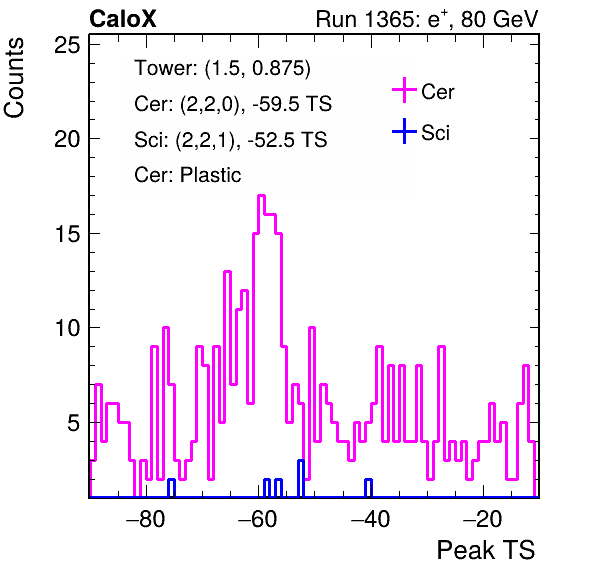 CaloX Run 1365: e⁺, 80 GeV
Counts
25
20
15
10
5
Tower: (1.5, 0.875)
Cer: (2,2,0), -59.5 TS
Sci: (2,2,1), -52.5 TS
Cer: Plastic
Cer
Sci
−80 −60 −40 −20
Peak TS